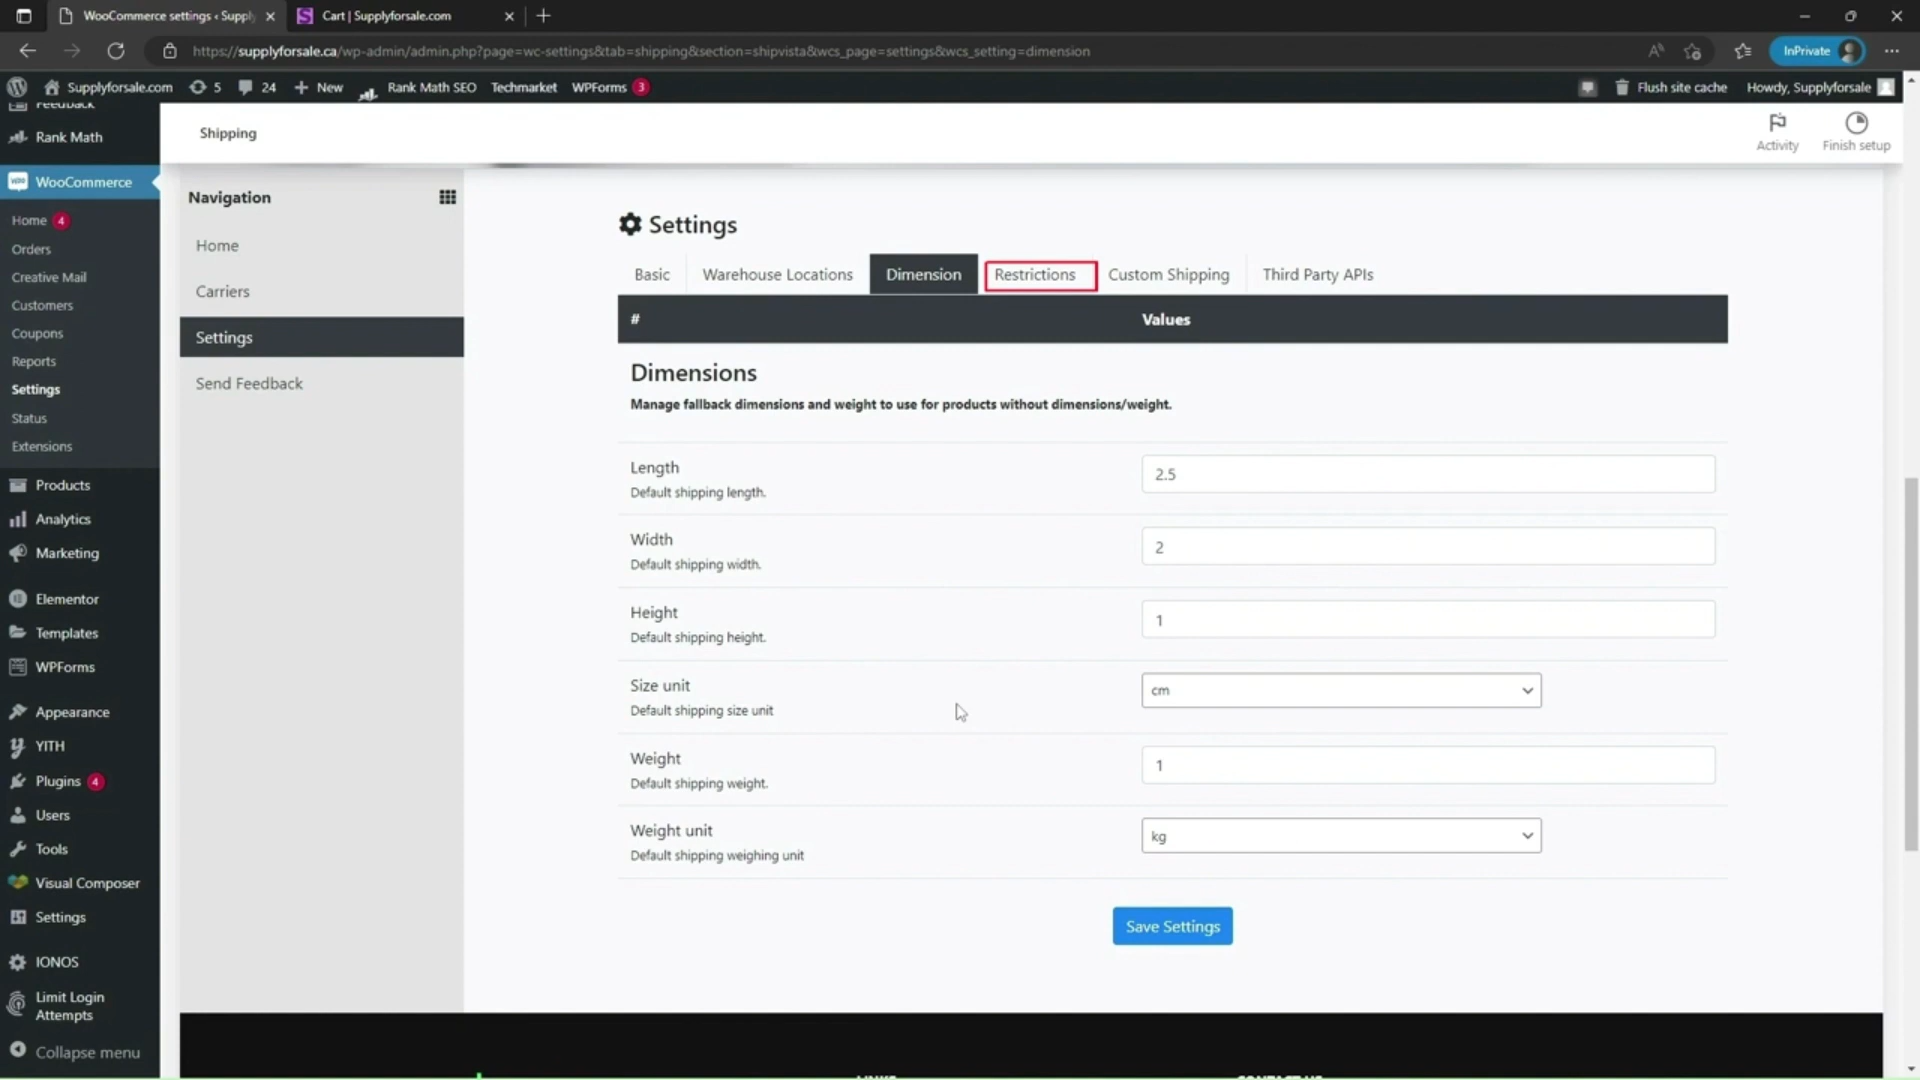 WooCommerce settings ‹ Suppl
Cart | Supplyforsale.com
https://supplyforsale.ca/wp-admin/admin.php?page=wc-settings&tab=shipping&section=shipvista&wcs_page=settings&wcs_setting=dimension
InPrivate
Supplyforsale.com
5
24
New
Rank Math SEO
Techmarket
WPForms 3
Flush site cache
Howdy, Supplyforsale
Feedback
Rank Math
WooCommerce
Home 4
Orders
Creative Mail
Customers
Coupons
Reports
Settings
Status
Extensions
Products
Analytics
Marketing
Elementor
Templates
WPForms
Appearance
YITH
Plugins 4
Users
Tools
Visual Composer
Settings
IONOS
Limit Login
Attempts
Collapse menu
Shipping
Activity
Finish setup
Navigation
Home
Carriers
Settings
Send Feedback
Settings
Basic
Warehouse Locations
Dimension
Restrictions
Custom Shipping
Third Party APIs
# Values
Dimensions
Manage fallback dimensions and weight to use for products without dimensions/weight.
Length
Default shipping length.
2.5
Width
Default shipping width.
2
Height
Default shipping height.
1
Size unit
Default shipping size unit
cm
Weight
Default shipping weight.
1
Weight unit
Default shipping weighing unit
kg
Save Settings
LINKS
CONTACT US